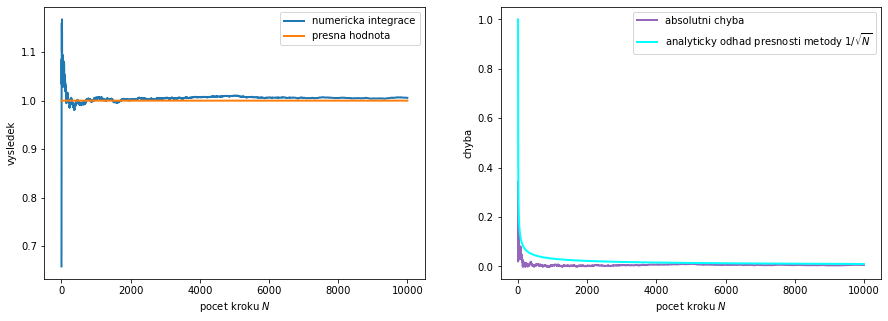 numericka integrace
presna hodnota
1.1
1.0
0.9
0.8
0.7
vysledek
0
2000
4000
6000
8000
10000
pocet kroku N
absolutni chyba
analyticky odhad presnosti metody 1/√N
1.0
0.8
0.6
0.4
0.2
0.0
chyba
0
2000
4000
6000
8000
10000
pocet kroku N